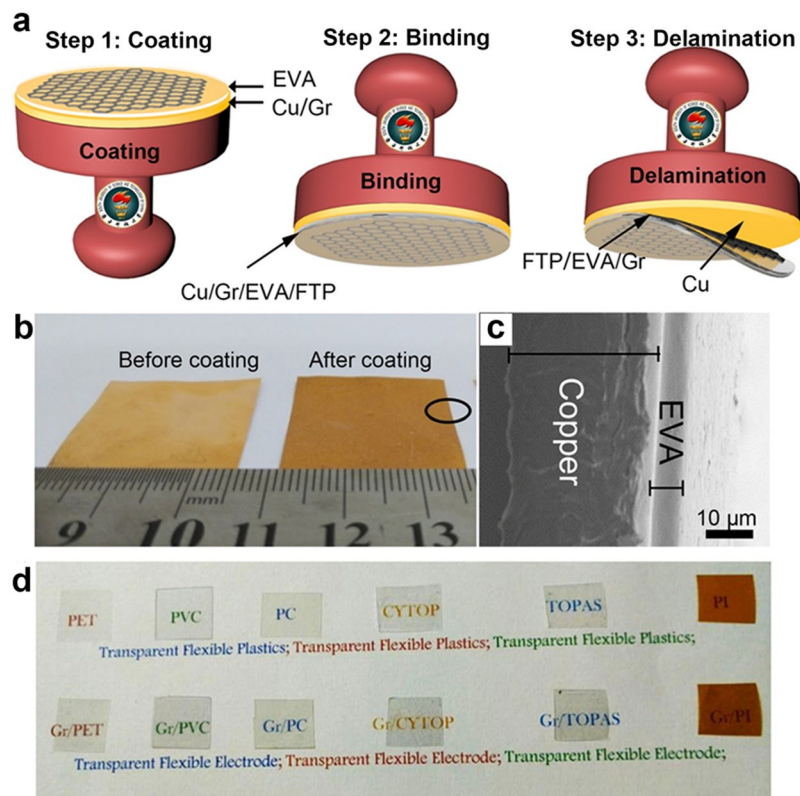 a
Step 1: Coating
Step 2: Binding
Step 3: Delamination
EVA
Cu/Gr
Coating
Binding
Delamination
Cu/Gr/EVA/FTP
FTP/EVA/Gr
Cu
b
Before coating
After coating
mm
9 10 11 12 13
c
Copper
EVA
10 μm
d
PET PVC PC CYTOP TOPAS PI
Transparent Flexible Plastics; Transparent Flexible Plastics; Transparent Flexible Plastics;
Gr/PET Gr/PVC Gr/PC Gr/CYTOP Gr/TOPAS Gr/PI
Transparent Flexible Electrode; Transparent Flexible Electrode; Transparent Flexible Electrode;